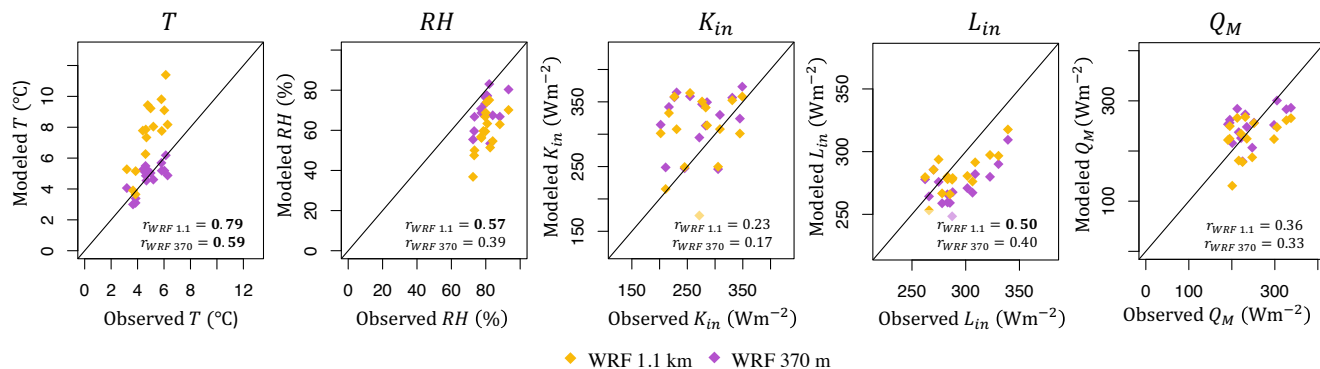 T
RH
K_in
L_in
Q_M
Modeled T (°C)
10
8
6
4
2
0
r_WRF 1.1 = 0.79
r_WRF 370 = 0.59
0 2 4 6 8 12
Observed T (°C)
Modeled RH (%)
80
60
40
20
0
r_WRF 1.1 = 0.57
r_WRF 370 = 0.39
0 20 40 60 80
Observed RH (%)
Modeled K_in (Wm⁻²)
350
250
150
r_WRF 1.1 = 0.23
r_WRF 370 = 0.17
150 250 350
Observed K_in (Wm⁻²)
Modeled L_in (Wm⁻²)
350
300
250
r_WRF 1.1 = 0.50
r_WRF 370 = 0.40
250 300 350
Observed L_in (Wm⁻²)
Modeled Q_M (Wm⁻²)
300
100
r_WRF 1.1 = 0.36
r_WRF 370 = 0.33
0 100 300
Observed Q_M (Wm⁻²)
WRF 1.1 km WRF 370 m